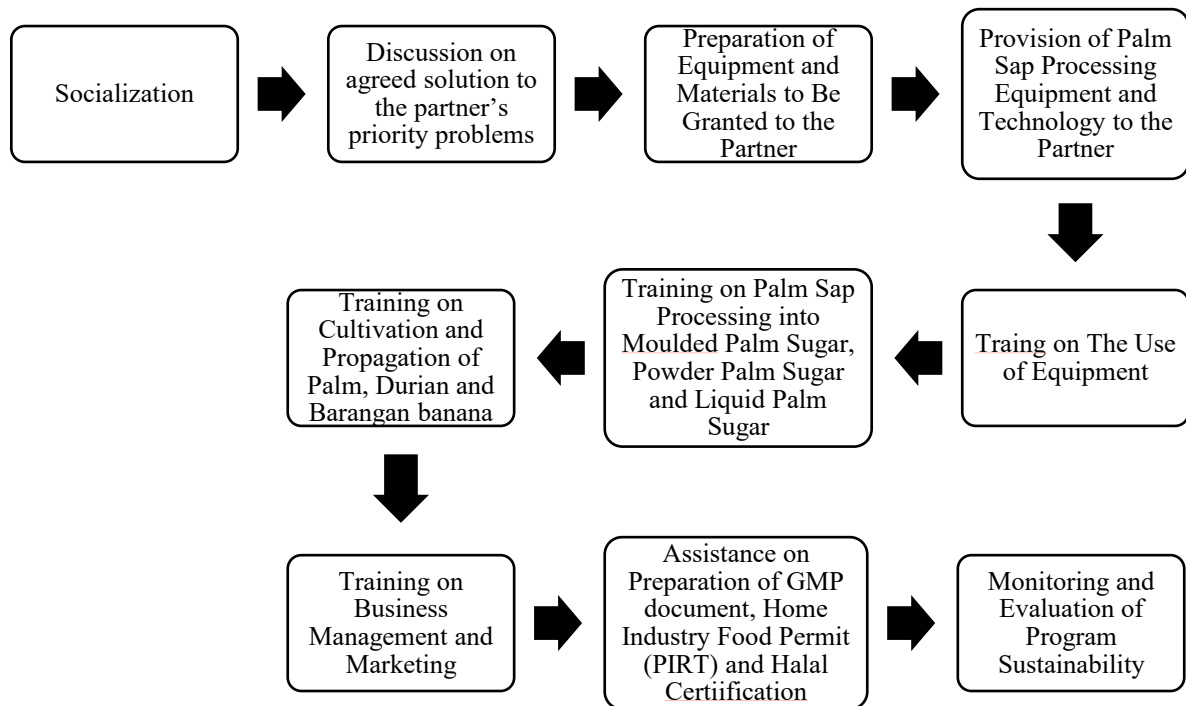 Socialization
Discussion on
agreed solution to
the partner’s
priority problems
Preparation of
Equipment and
Materials to Be
Granted to the
Partner
Provision of Palm
Sap Processing
Equipment and
Technology to the
Partner
Traing on The Use
of Equipment
Training on Palm Sap
Processing into
Moulded Palm Sugar,
Powder Palm Sugar
and Liquid Palm
Sugar
Training on
Cultivation and
Propagation of
Palm, Durian and
Barangan banana
Training on
Business
Management and
Marketing
Assistance on
Preparation of GMP
document, Home
Industry Food Permit
(PIRT) and Halal
Certiification
Monitoring and
Evaluation of
Program
Sustainability